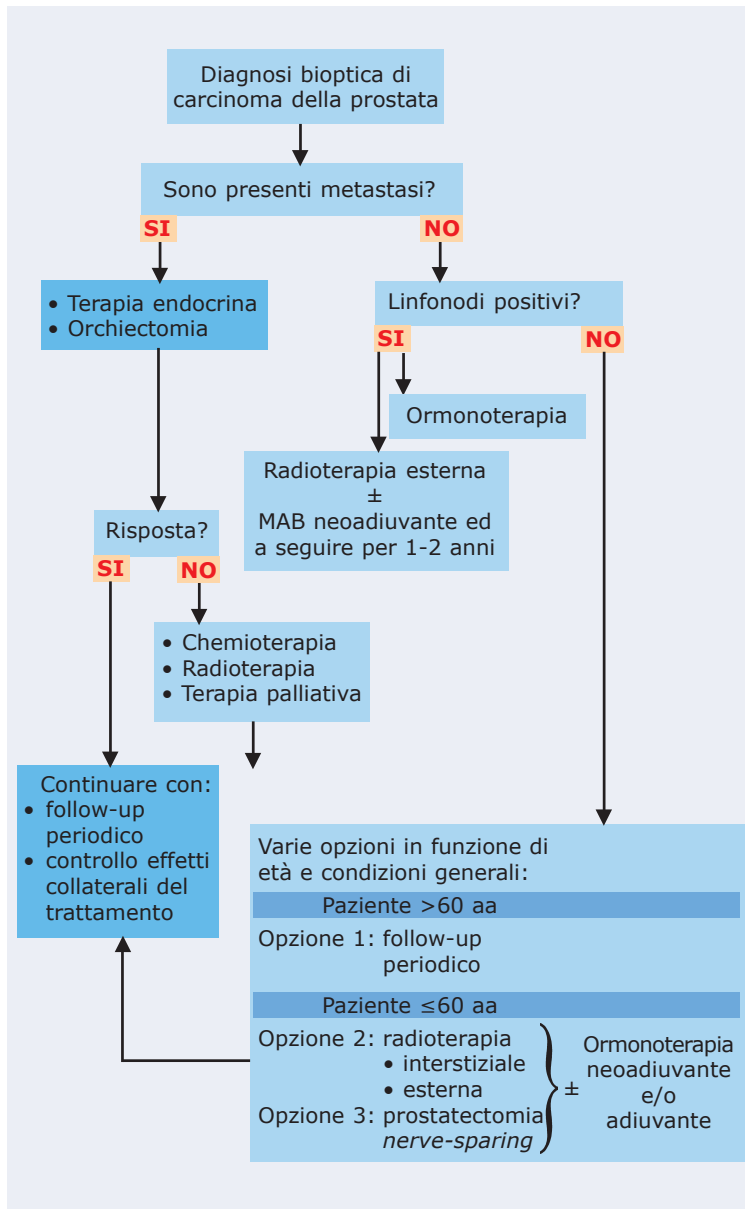 Diagnosi bioptica di
carcinoma della prostata
Sono presenti metastasi?
SI
NO
• Terapia endocrina
• Orchiectomia
Linfonodi positivi?
SI
NO
Ormonoterapia
Radioterapia esterna
±
MAB neoadiuvante ed
a seguire per 1-2 anni
Risposta?
SI
NO
• Chemioterapia
• Radioterapia
• Terapia palliativa
Continuare con:
• follow-up
periodico
• controllo effetti
collaterali del
trattamento
Varie opzioni in funzione di
età e condizioni generali:
Paziente >60 aa
Opzione 1: follow-up
periodico
Paziente ≤60 aa
Opzione 2: radioterapia
• interstiziale
• esterna
Opzione 3: prostatectomia
nerve-sparing
±
Ormonoterapia
neoadiuvante
e/o
adiuvante